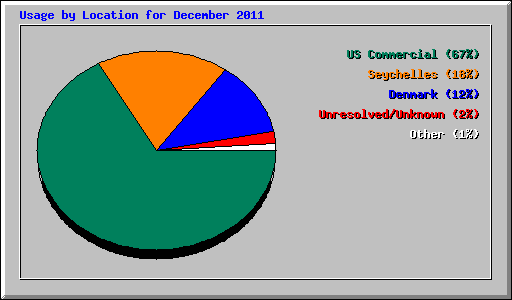 Usage by Location for December 2011
US Commercial (67%)
Seychelles (18%)
Denmark (12%)
Unresolved/Unknown (2%)
Other (1%)